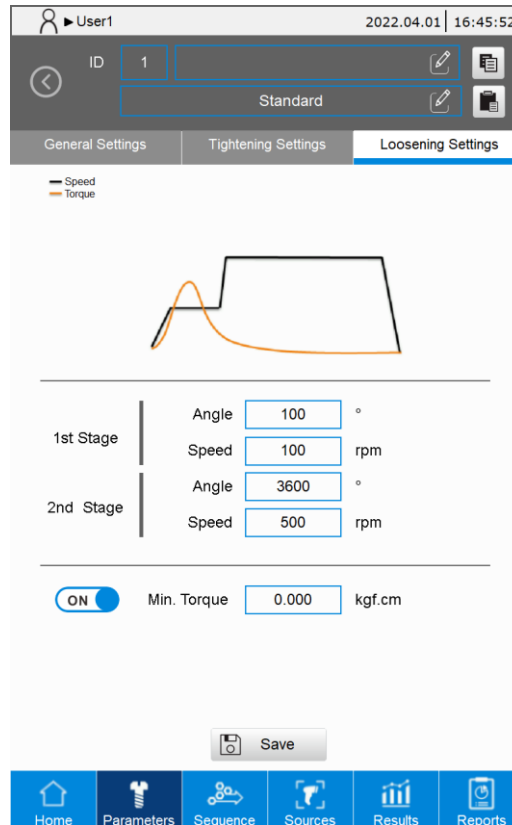 ►User1 2022.04.01 16:45:52
ID 1
Standard
General Settings Tightening Settings Loosening Settings
Speed
Torque
1st Stage
Angle 100 °
Speed 100 rpm
2nd Stage
Angle 3600 °
Speed 500 rpm
ON Min. Torque 0.000 kgf.cm
Save
Home Parameters Sequence Sources Results Reports